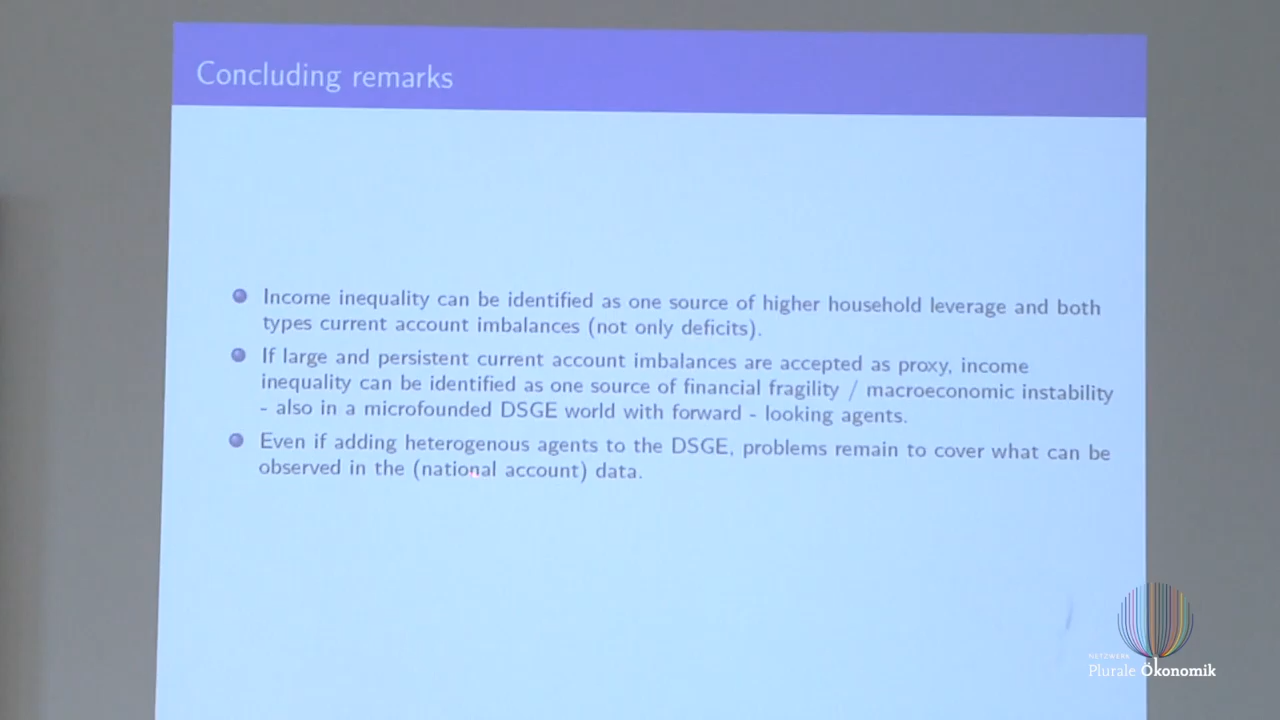 Concluding remarks
Income inequality can be identified as one source of higher household leverage and both
types current account imbalances (not only deficits).
If large and persistent current account imbalances are accepted as proxy, income
inequality can be identified as one source of financial fragility / macroeconomic instability
- also in a microfounded DSGE world with forward - looking agents.
Even if adding heterogenous agents to the DSGE, problems remain to cover what can be
observed in the (national account) data.
NETZWERK
Plurale Ökonomik